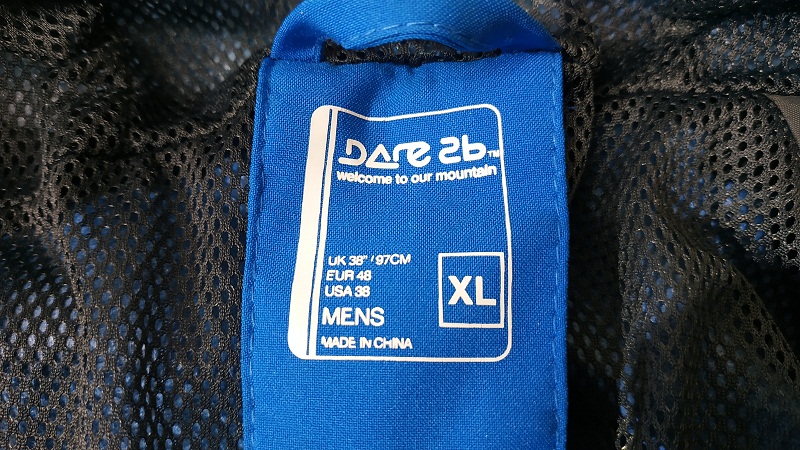 Dare 2b™
welcome to our mountain
UK 38" / 97CM
EUR 48
USA 38
XL
MENS
MADE IN CHINA